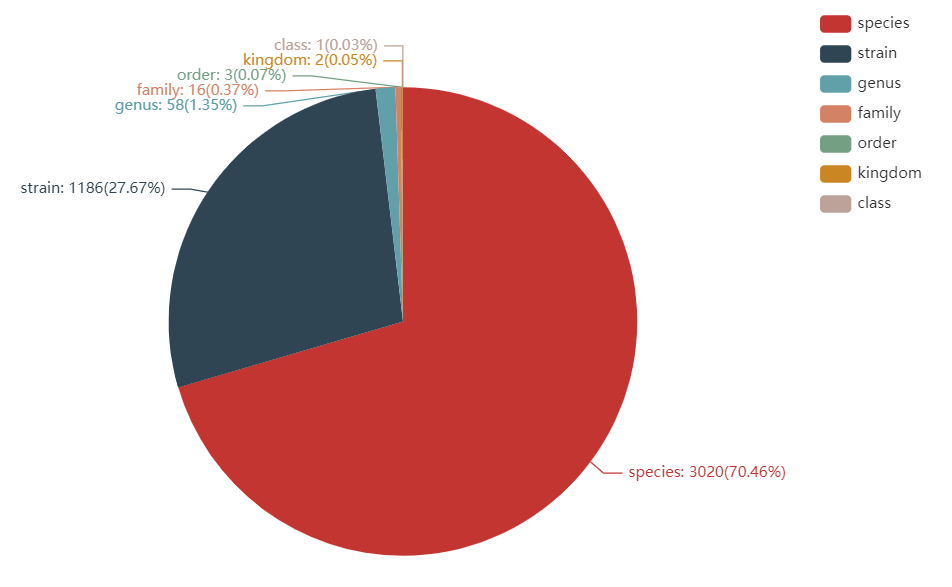 class: 1(0.03%)
kingdom: 2(0.05%)
order: 3(0.07%)
family: 16(0.37%)
genus: 58(1.35%)
strain: 1186(27.67%)
species: 3020(70.46%)
species
strain
genus
family
order
kingdom
class